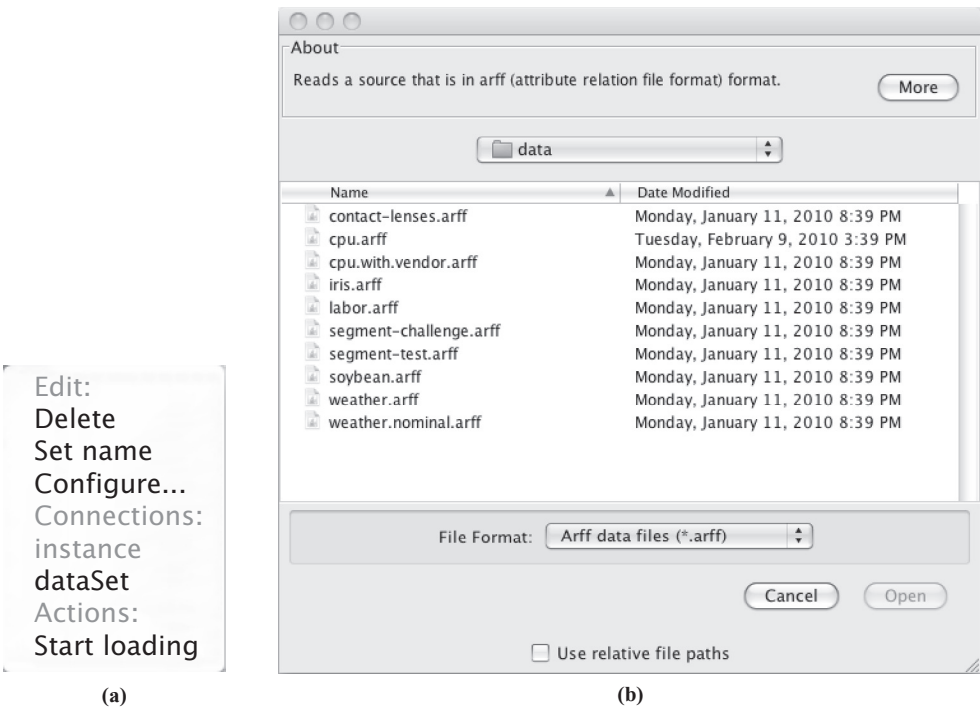 Edit:
Delete
Set name
Configure...
Connections:
instance
dataSet
Actions:
Start loading
(a)
About
Reads a source that is in arff (attribute relation file format) format.
More
data
Name Date Modified
contact-lenses.arff Monday, January 11, 2010 8:39 PM
cpu.arff Tuesday, February 9, 2010 3:39 PM
cpu.with.vendor.arff Monday, January 11, 2010 8:39 PM
iris.arff Monday, January 11, 2010 8:39 PM
labor.arff Monday, January 11, 2010 8:39 PM
segment-challenge.arff Monday, January 11, 2010 8:39 PM
segment-test.arff Monday, January 11, 2010 8:39 PM
soybean.arff Monday, January 11, 2010 8:39 PM
weather.arff Monday, January 11, 2010 8:39 PM
weather.nominal.arff Monday, January 11, 2010 8:39 PM
File Format: Arff data files (*.arff)
Cancel Open
Use relative file paths
(b)